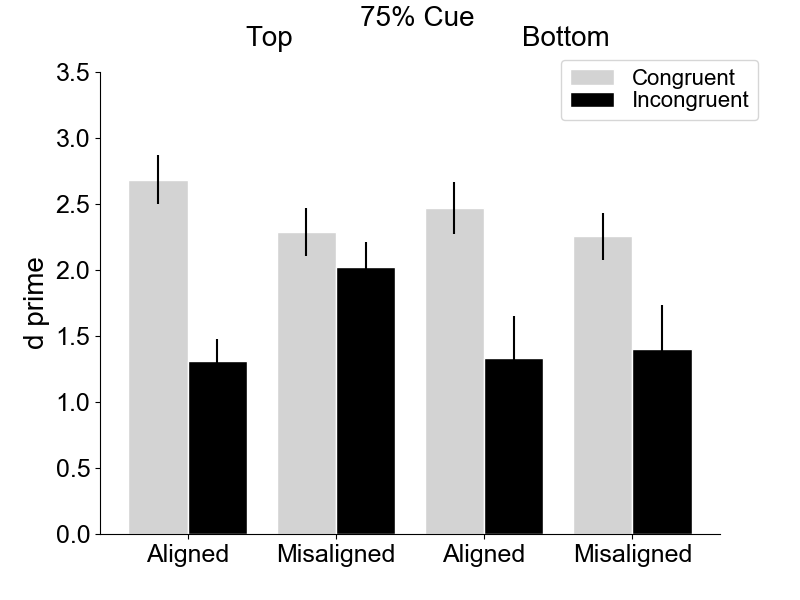 75% Cue
Top
Bottom
Congruent
Incongruent
d prime
3.5
3.0
2.5
2.0
1.5
1.0
0.5
0.0
Aligned
Misaligned
Aligned
Misaligned